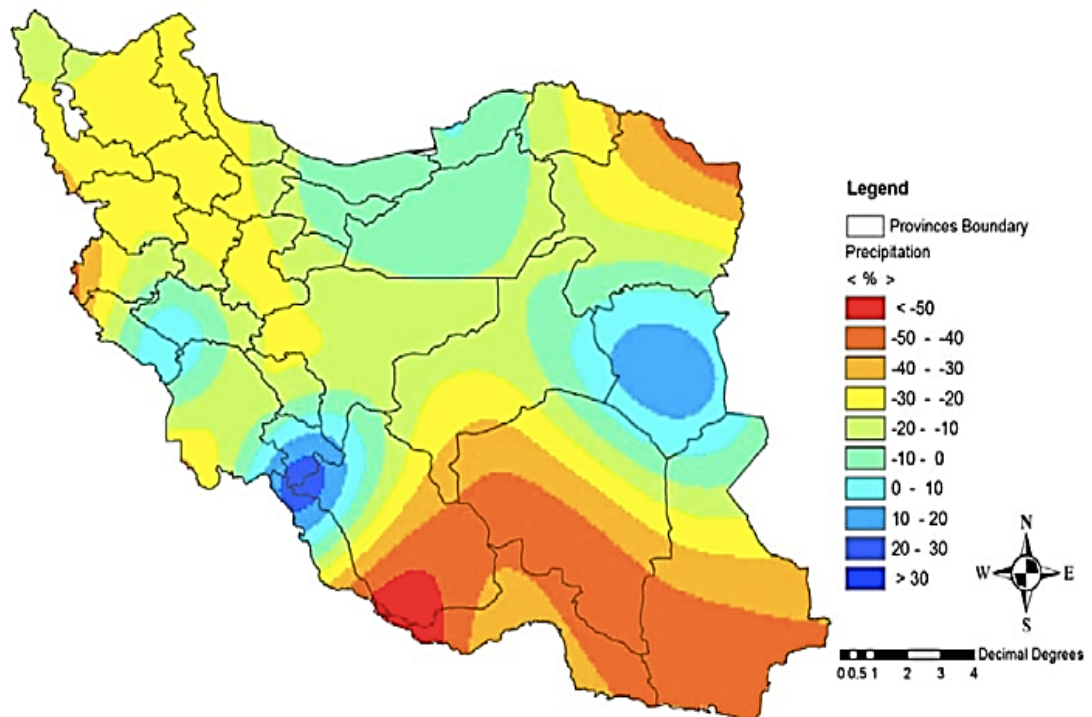 Legend
Provinces Boundary
Precipitation
< % >
< -50
-50 - -40
-40 - -30
-30 - -20
-20 - -10
-10 - 0
0 - 10
10 - 20
20 - 30
> 30
N
W E
S
Decimal Degrees
0 0.5 1 2 3 4